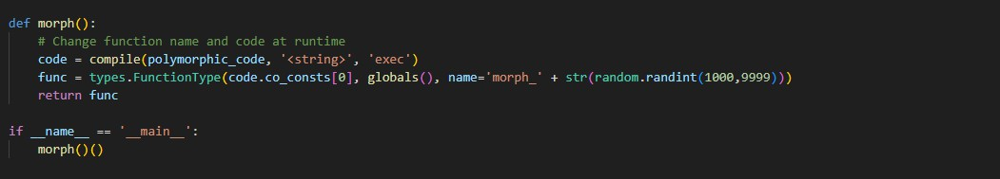 def morph():
    # Change function name and code at runtime
    code = compile(polymorphic_code, '<string>', 'exec')
    func = types.FunctionType(code.co_consts[0], globals(), name='morph_' + str(random.randint(1000,9999)))
    return func
if __name__ == '__main__':
    morph()()